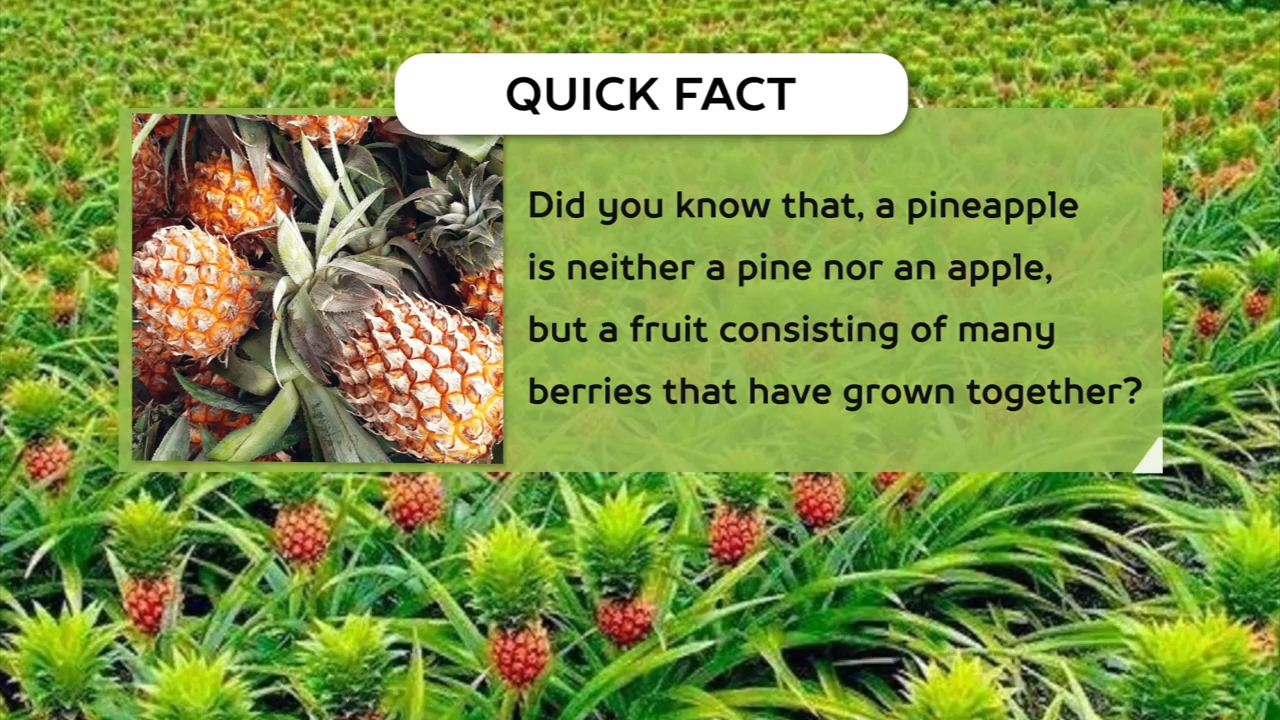 QUICK FACT
Did you know that, a pineapple
is neither a pine nor an apple,
but a fruit consisting of many
berries that have grown together?